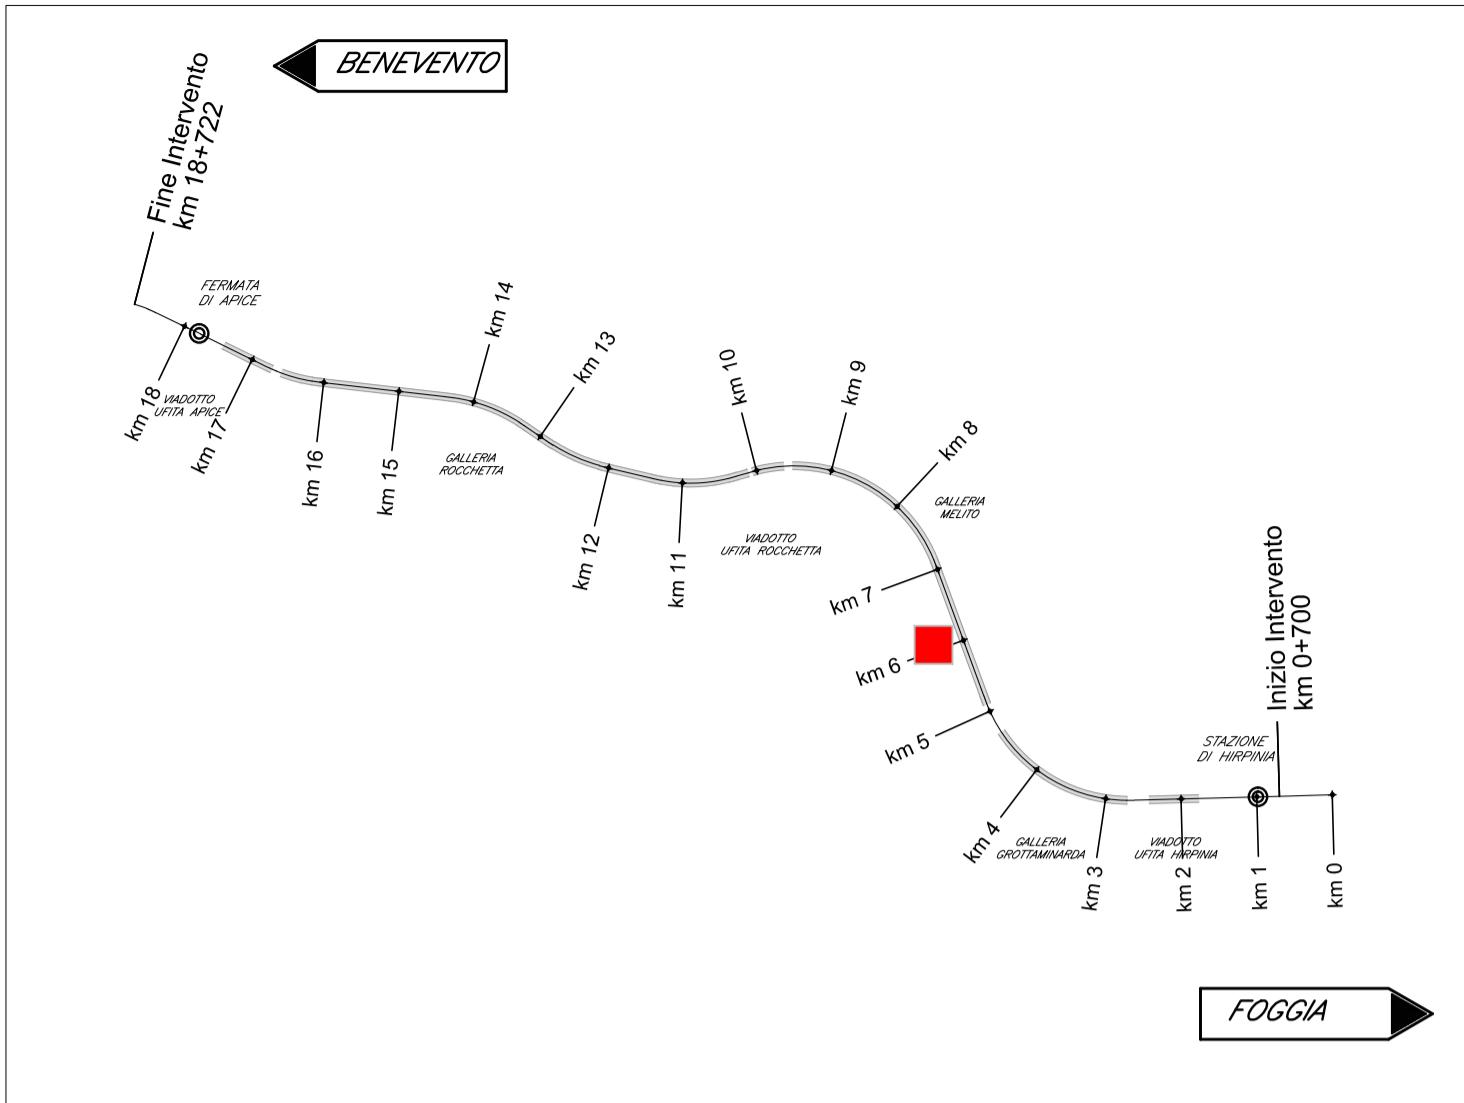 BENEVENTO
Fine Intervento
km 18+722
FERMATA
DI APICE
km 14
km 13
km 10
km 9
km 8
km 18
VIADOTTO
UFITA APICE
km 17
km 16
km 15
GALLERIA
ROCCHETTA
km 12
km 11
VIADOTTO
UFITA ROCCHETTA
GALLERIA
MELITO
km 7
km 6
km 5
Inizio Intervento
km 0+700
STAZIONE
DI HIRPINIA
km 4
GALLERIA
GROTTAMINARDA
km 3
VIADOTTO
UFITA HIRPINIA
km 2
km 1
km 0
FOGGIA